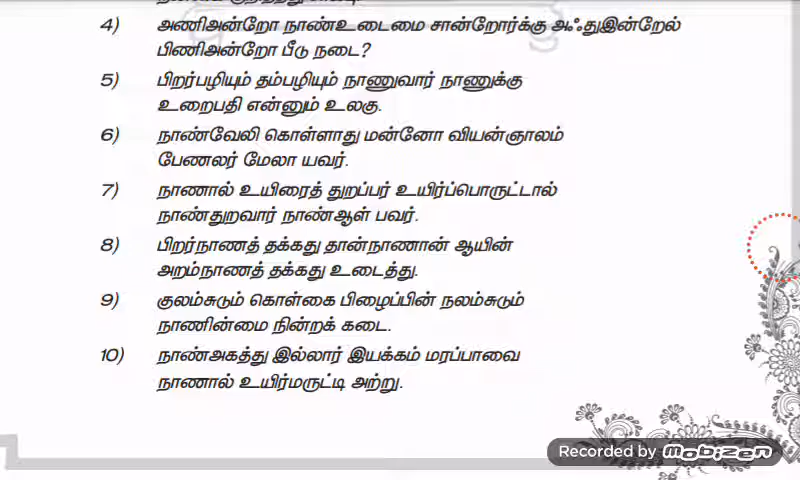 4) அணிஅன்றோ நாண்உடைமை சான்றோர்க்கு அஃதுஇன்றேல்
பிணிஅன்றோ பீடு நடை?
5) பிறர்பழியும் தம்பழியும் நாணுவார் நாணுக்கு
உறைபதி என்னும் உலகு.
6) நாண்வேலி கொள்ளாது மன்னோ வியன்ஞாலம்
பேணலர் மேலா யவர்.
7) நாணால் உயிரைத் துறப்பர் உயிர்ப்பொருட்டால்
நாண்துறவார் நாண்ஆள் பவர்.
8) பிறர்நாணத் தக்கது தான்நாணான் ஆயின்
அறம்நாணத் தக்கது உடைத்து.
9) குலம்சுடும் கொள்கை பிழைப்பின் நலம்சுடும்
நாணின்மை நின்றக் கடை.
10) நாண்அகத்து இல்லார் இயக்கம் மரப்பாவை
நாணால் உயிர்மருட்டி அற்று.
Recorded by Mobizen